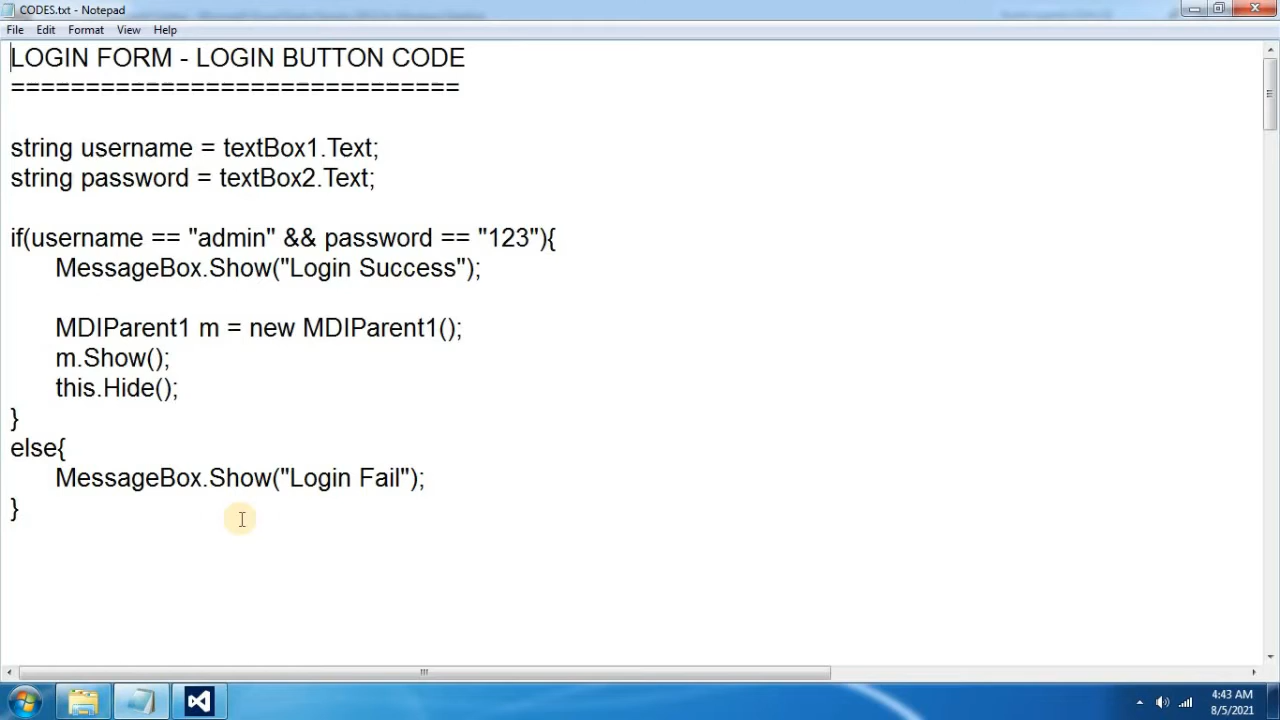 CODES.txt - Notepad
File Edit Format View Help
LOGIN FORM - LOGIN BUTTON CODE
==============================
string username = textBox1.Text;
string password = textBox2.Text;
if(username == "admin" && password == "123"){
MessageBox.Show("Login Success");
MDIParent1 m = new MDIParent1();
m.Show();
this.Hide();
}
else{
MessageBox.Show("Login Fail");
}
4:43 AM
8/5/2021